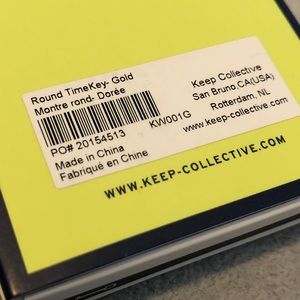 Round TimeKey- Gold
Montre rond- Dorée
KW001G
PO# 20154513
Made in China
Fabriqué en Chine
Keep Collective
San Bruno,CA(USA)
Rotterdam, NL
www.keep-collective.com
WWW.KEEP-COLLECTIVE.COM